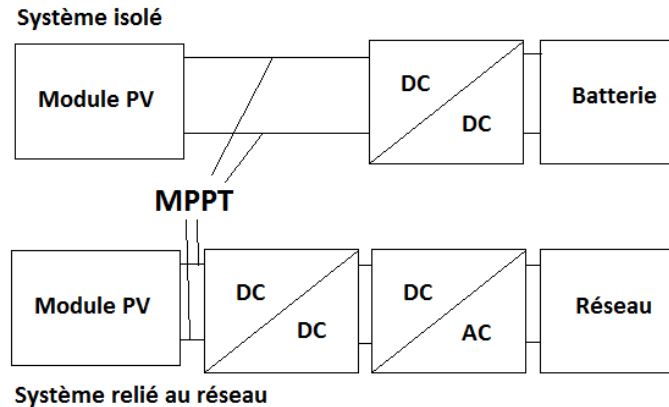 Système isolé
Module PV
DC
DC
Batterie
MPPT
Module PV
DC
DC
DC
AC
Réseau
Système relié au réseau